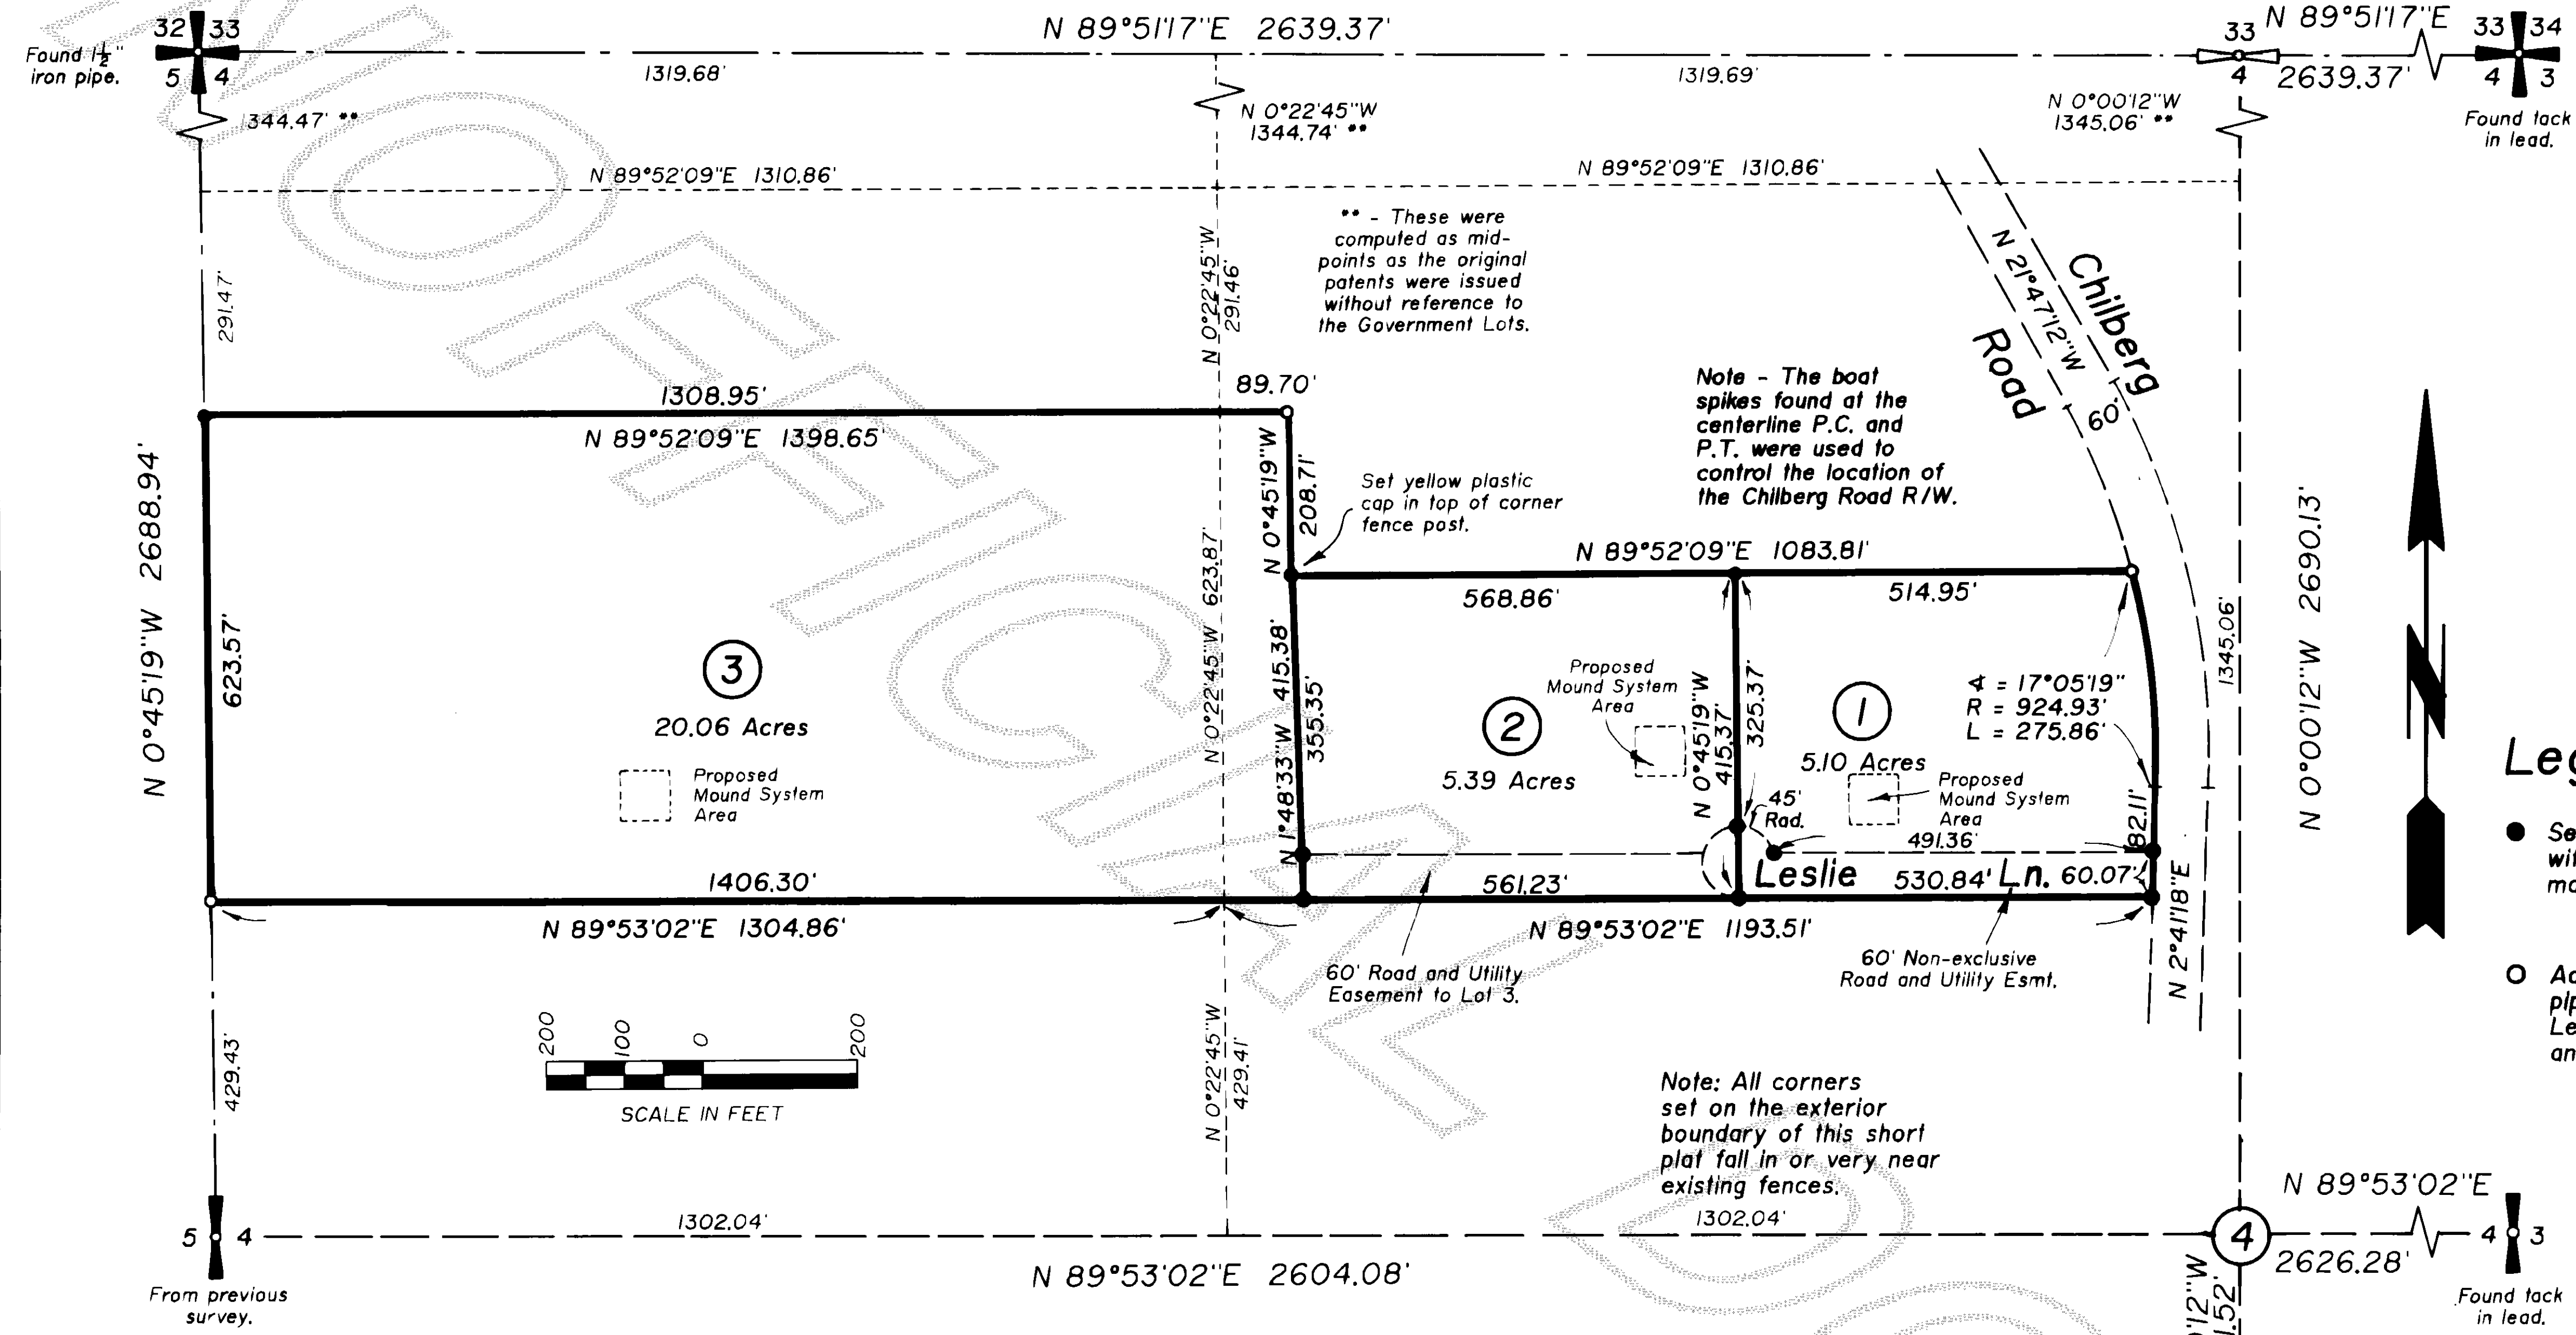 N 89°51'17"E 2639.37'
N 89°51'17"E
2639.37'
32 33
5 4
Found 1½"
iron pipe.
1319.68'
1319.69'
33
4
33 34
4 3
Found tack
in lead.
1344.47' **
N 0°22'45"W
1344.74' **
N 0°00'12"W
1345.06' **
N 89°52'09"E 1310.86'
N 89°52'09"E 1310.86'
** - These were
computed as mid-
points as the original
patents were issued
without reference to
the Government Lots.
291.47'
N 0°22'45"W
291.46'
N 21°47'12"W
Chilberg
Road
60'
Note - The boat
spikes found at the
centerline P.C. and
P.T. were used to
control the location of
the Chilberg Road R/W.
1308.95'
89.70'
N 89°52'09"E 1398.65'
N 0°45'19"W
208.71'
Set yellow plastic
cap in top of corner
fence post.
N 0°45'19"W 2688.94'
623.57'
N 0°22'45"W 623.87'
N 89°52'09"E 1083.81'
568.86'
514.95'
3
20.06 Acres
Proposed
Mound System
Area
N 1°48'33"W 415.38'
355.35'
2
5.39 Acres
Proposed
Mound System
Area
N 0°45'19"W
415.37'
325.37'
1
5.10 Acres
Proposed
Mound System
Area
∢ = 17°05'19"
R = 924.93'
L = 275.86'
1345.06'
N 0°00'12"W 2690.13'
N
Leg
45'
Rad.
491.36'
82.11'
Leslie Ln.
530.84'
60.07'
1406.30'
561.23'
N 89°53'02"E 1304.86'
N 89°53'02"E 1193.51'
N 2°41'18"E
60' Road and Utility
Easement to Lot 3.
60' Non-exclusive
Road and Utility Esmt.
Se
wit
ma
Ac
pip
Le
an
200 100 0 200
SCALE IN FEET
429.43'
N 0°22'45"W
429.41'
Note: All corners
set on the exterior
boundary of this short
plat fall in or very near
existing fences.
5 4
From previous
survey.
1302.04'
1302.04'
N 89°53'02"E 2604.08'
4
N 89°53'02"E
2626.28'
4 3
Found tack
in lead.
0'12"W
1.52'
UNOFFICIAL